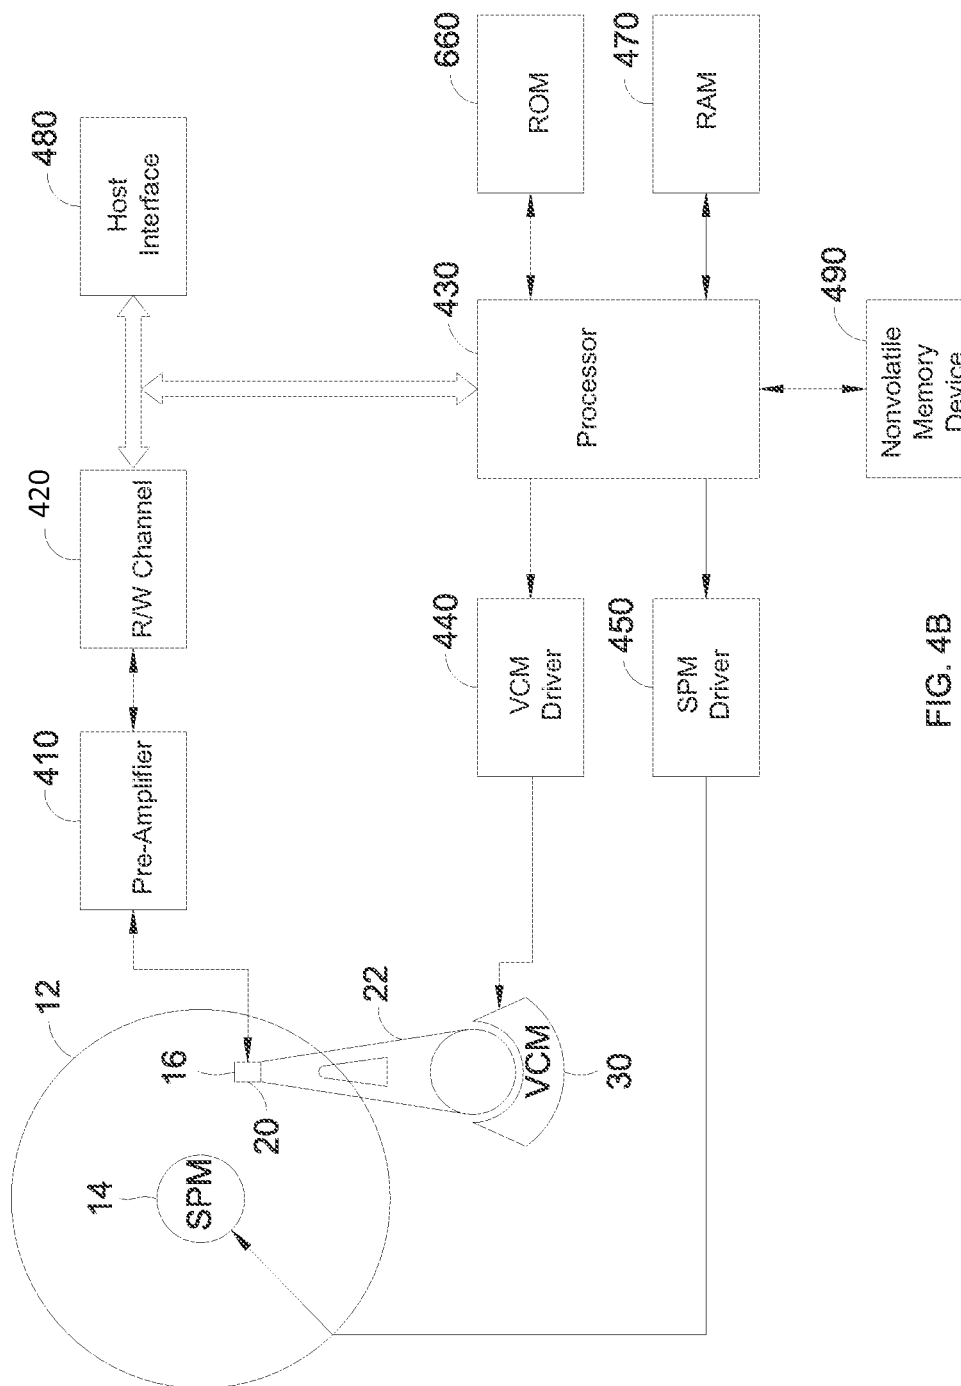 12
14
SPM
16
20
22
VCM
30
410
Pre-Amplifier
420
R/W Channel
480
Host
Interface
440
VCM
Driver
450
SPM
Driver
430
Processor
660
ROM
470
RAM
490
Nonvolatile
Memory
Device
FIG. 4B